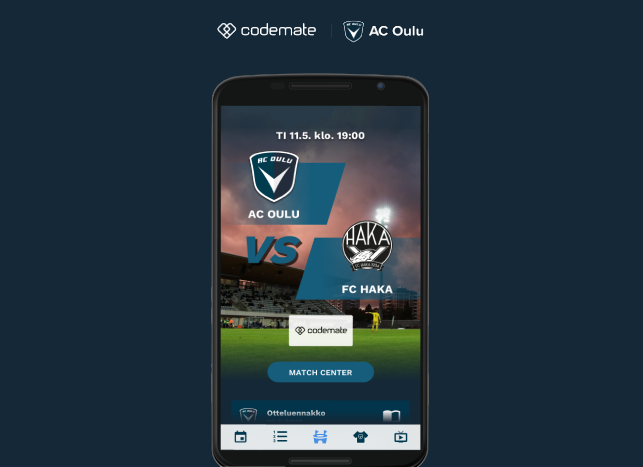 codemate
AC Oulu
TI 11.5. klo. 19:00
AC OULU
AC OULU
VS
HAKA
FC HAKA
codemate
MATCH CENTER
Otteluennakko